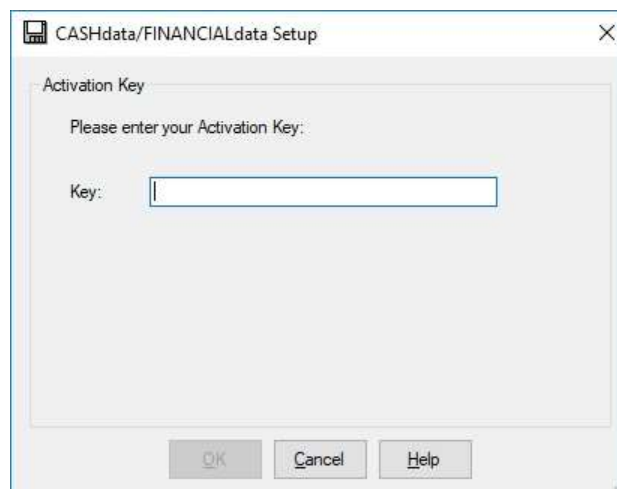 CASHdata/FINANCIALdata Setup
Activation Key
Please enter your Activation Key:
Key:
OK Cancel Help